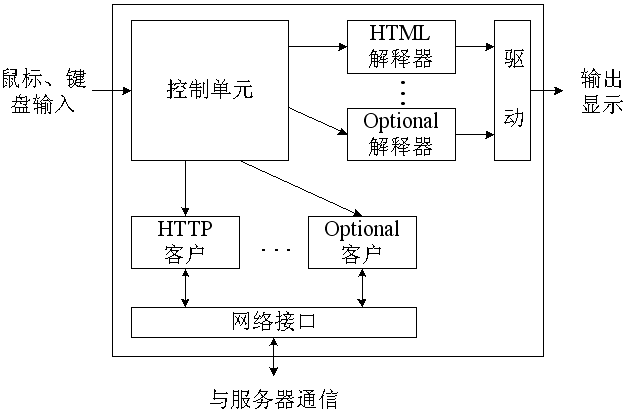 鼠标、键
盘输入
控制单元
HTML
解释器
Optional
解释器
驱
动
输出
显示
HTTP
客户
Optional
客户
网络接口
与服务器通信